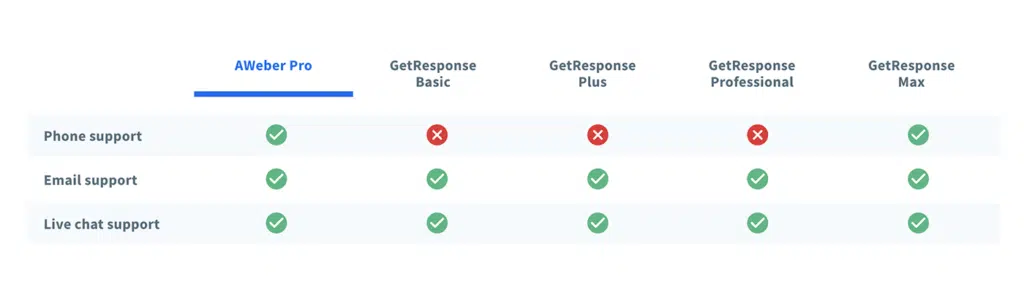 AWeber Pro
GetResponse
Basic
GetResponse
Plus
GetResponse
Professional
GetResponse
Max
Phone support
Email support
Live chat support